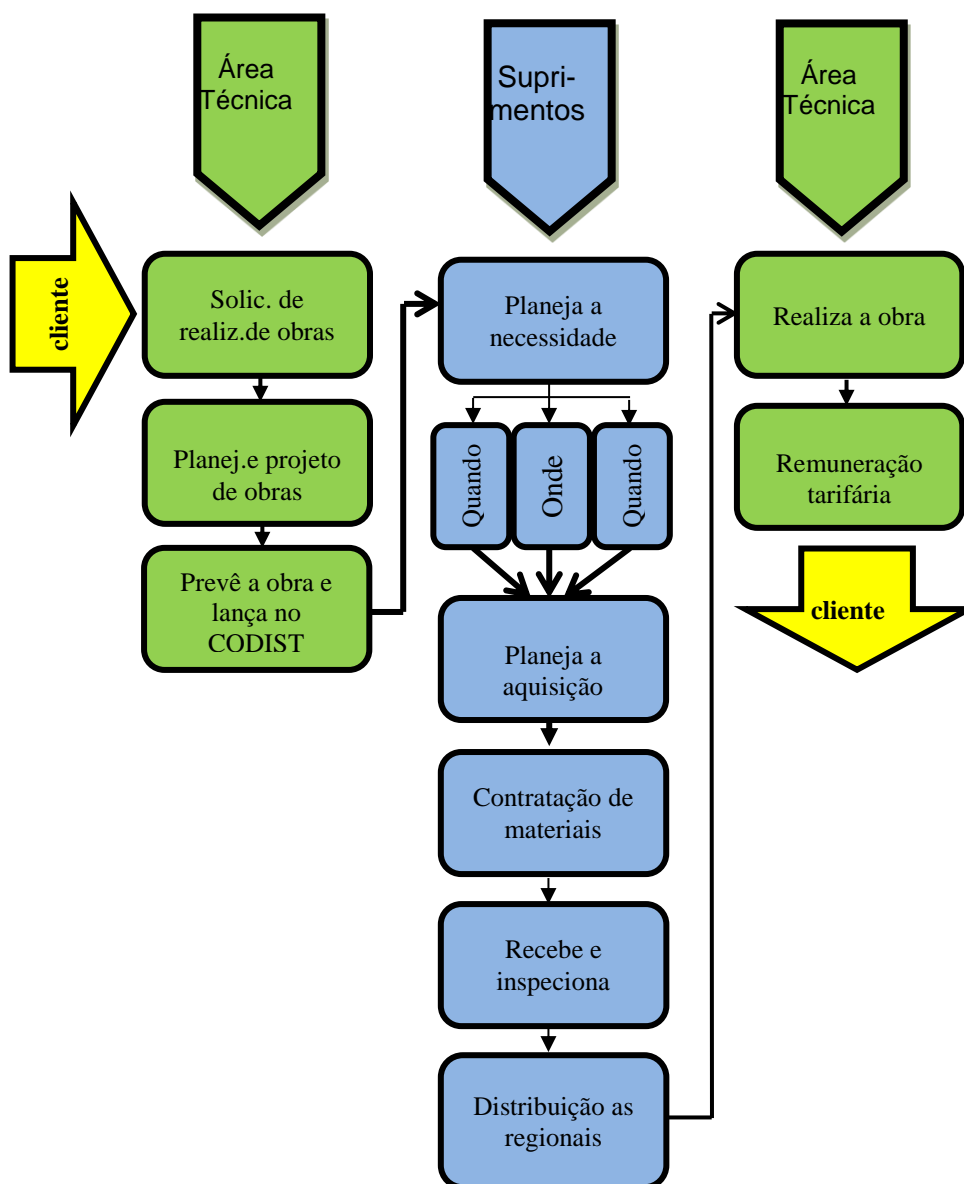 Área
Técnica
Supri-
mentos
Área
Técnica
cliente
Solic. de
realiz.de obras
Planej.e projeto
de obras
Prevê a obra e
lança no
CODIST
Planeja a
necessidade
Quando
Onde
Quando
Planeja a
aquisição
Contratação de
materiais
Recebe e
inspeciona
Distribuição as
regionais
Realiza a obra
Remuneração
tarifária
cliente